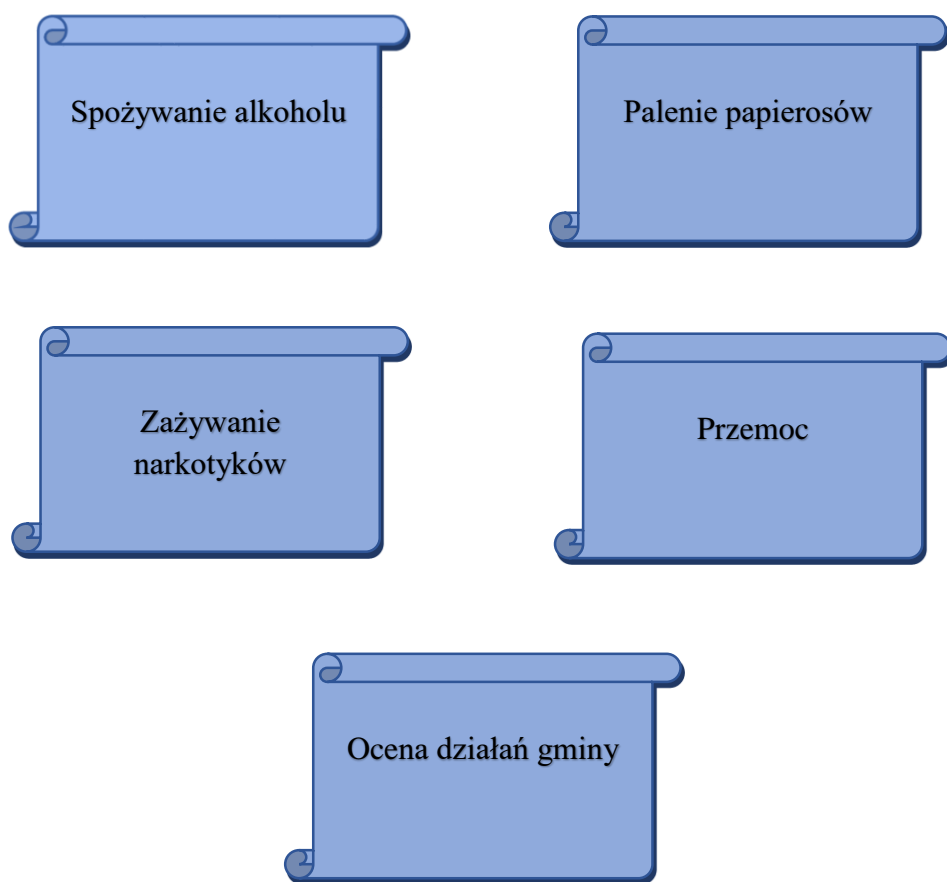 Spożywanie alkoholu
Palenie papierosów
Zażywanie
narkotyków
Przemoc
Ocena działań gminy